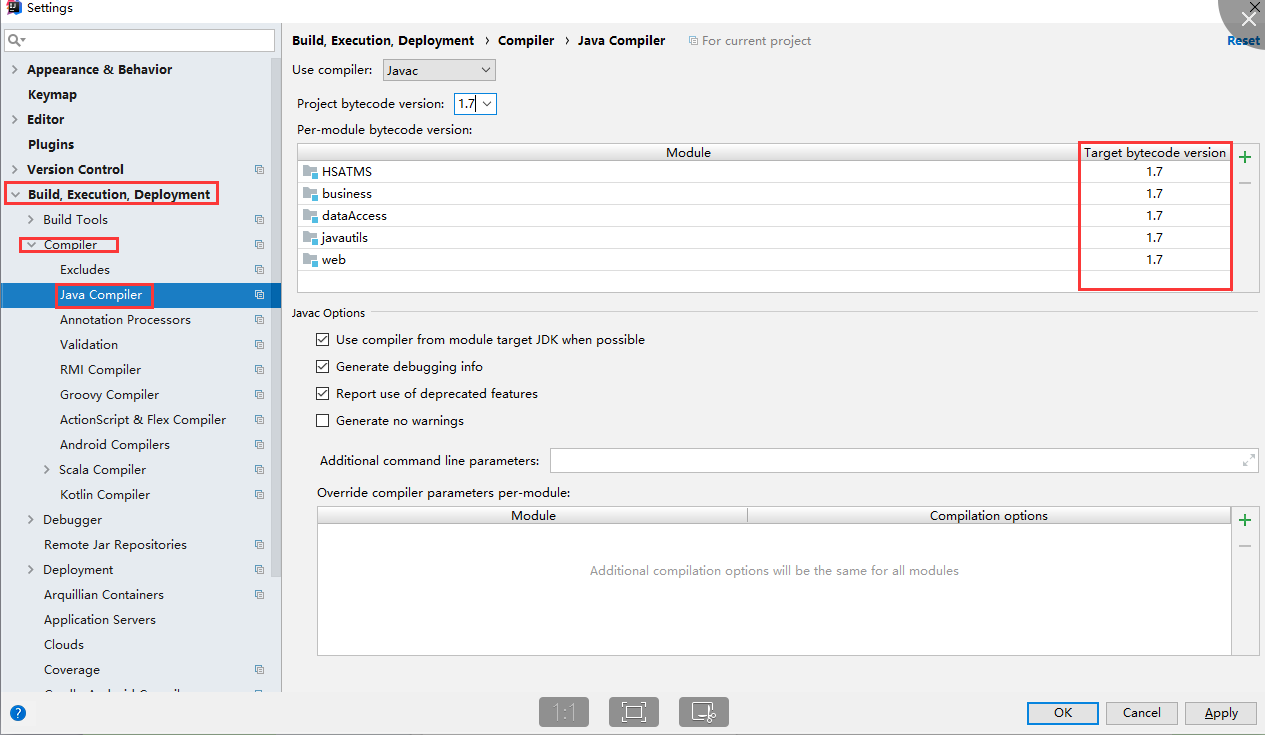 Settings
Build, Execution, Deployment › Compiler › Java Compiler For current project
Reset
Appearance & Behavior
Keymap
Editor
Plugins
Version Control
Build, Execution, Deployment
Build Tools
Compiler
Excludes
Java Compiler
Annotation Processors
Validation
RMI Compiler
Groovy Compiler
ActionScript & Flex Compiler
Android Compilers
Scala Compiler
Kotlin Compiler
Debugger
Remote Jar Repositories
Deployment
Arquillian Containers
Application Servers
Clouds
Coverage
Use compiler: Javac
Project bytecode version: 1.7
Per-module bytecode version:
Module Target bytecode version
HSATMS 1.7
business 1.7
dataAccess 1.7
javautils 1.7
web 1.7
Javac Options
Use compiler from module target JDK when possible
Generate debugging info
Report use of deprecated features
Generate no warnings
Additional command line parameters:
Override compiler parameters per-module:
Module Compilation options
Additional compilation options will be the same for all modules
?
1:1
OK Cancel Apply